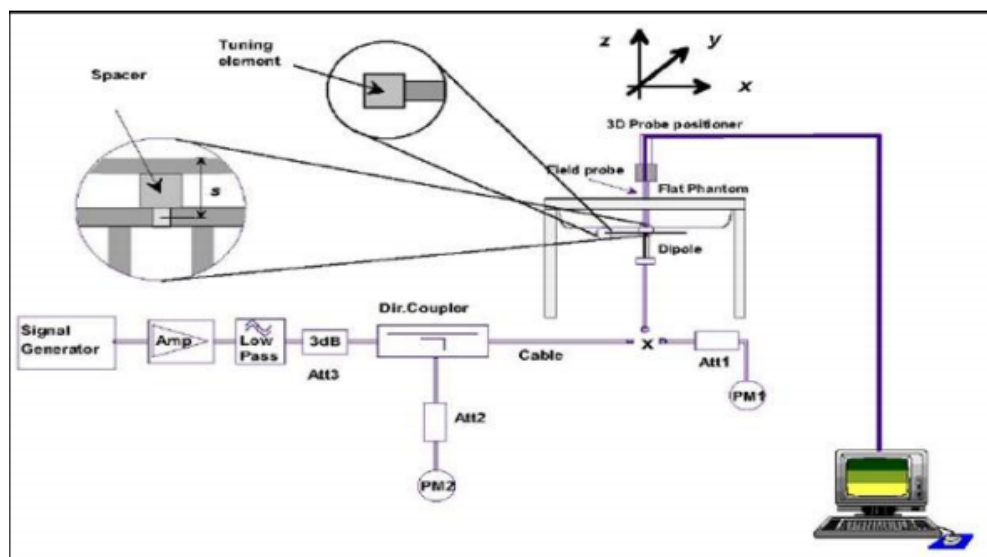 Tuning
element
Spacer
s
z
y
x
3D Probe positioner
Field probe
Flat Phantom
Dipole
Signal
Generator
Amp
Low
Pass
3dB
Att3
Dir.Coupler
Cable
X
Att1
PM1
Att2
PM2